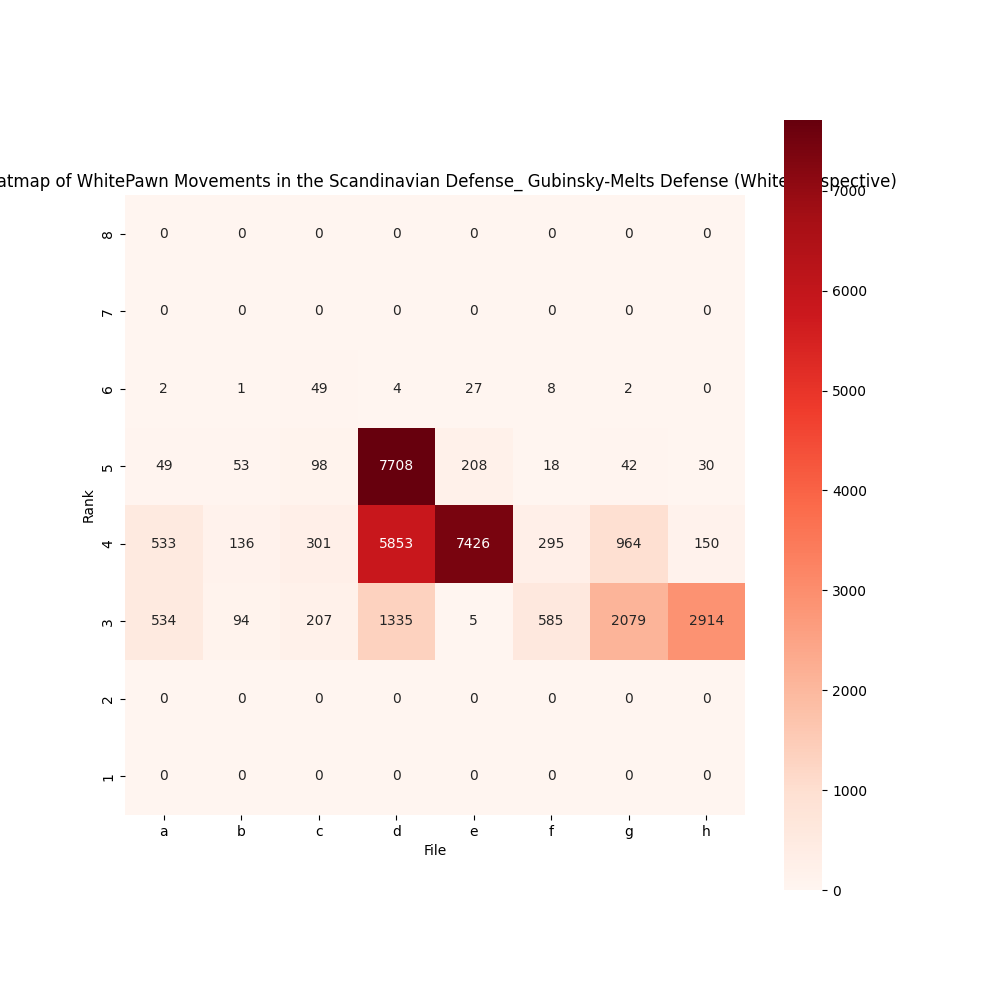 atmap of WhitePawn Movements in the Scandinavian Defense_ Gubinsky-Melts Defense (White spective)
7000
8 0 0 0 0 0 0 0 0
7 0 0 0 0 0 0 0 0
6000
6 2 1 49 4 27 8 2 0
5000
5 49 53 98 7708 208 18 42 30
4000
Rank
4 533 136 301 5853 7426 295 964 150
3000
3 534 94 207 1335 5 585 2079 2914
2000
2 0 0 0 0 0 0 0 0
1 0 0 0 0 0 0 0 0
1000
a b c d e f g h
File
0